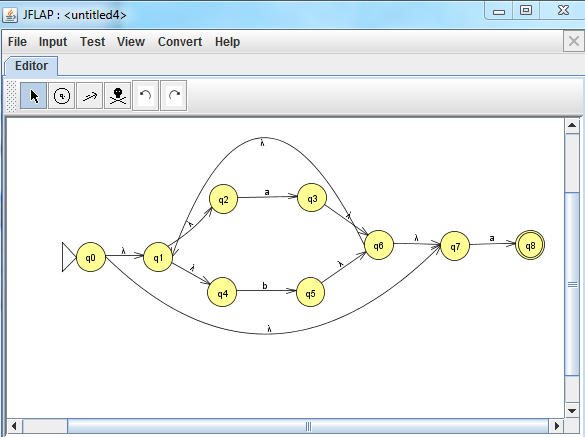 JFLAP : <untitled4>
File Input Test View Convert Help
Editor
λ
q2 a q3
λ λ
q0 λ q1 q6 λ q7 a q8
λ λ
q4 b q5
λ